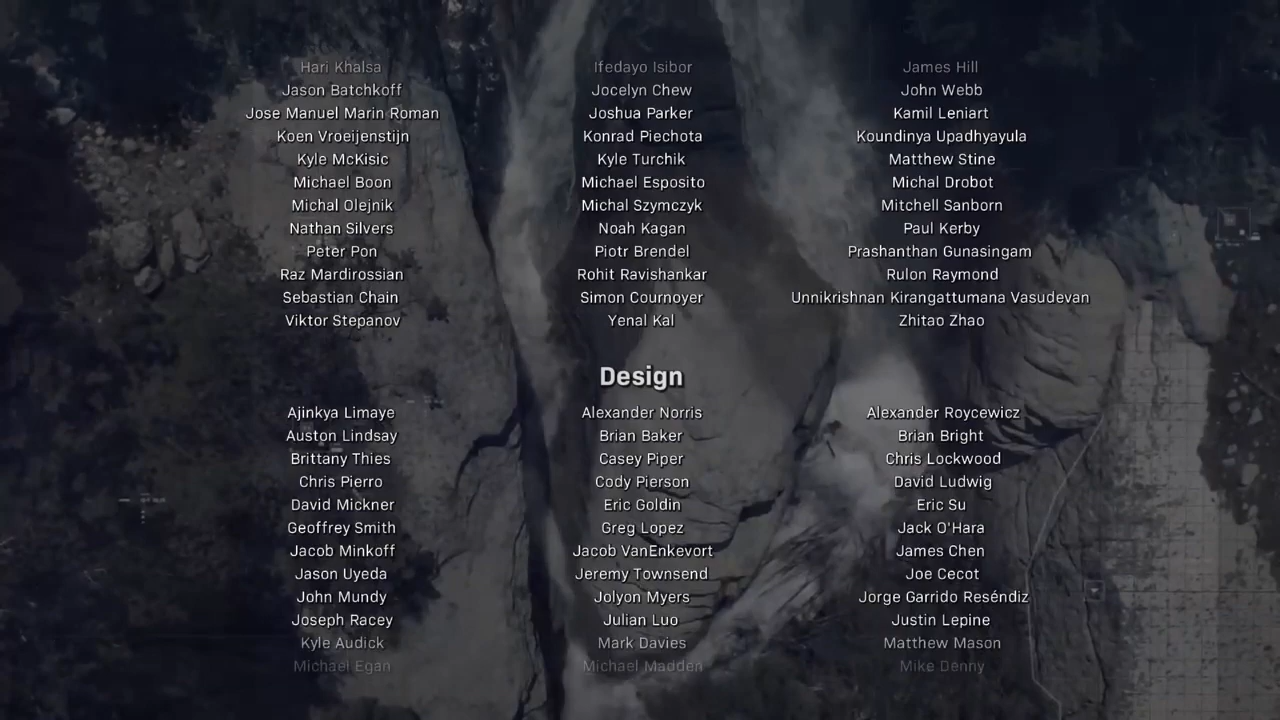 Hari Khalsa Ifedayo Isibor James Hill
Jason Batchkoff Jocelyn Chew John Webb
Jose Manuel Marin Roman Joshua Parker Kamil Leniart
Koen Vroeijenstijn Konrad Piechota Koundinya Upadhyayula
Kyle McKisic Kyle Turchik Matthew Stine
Michael Boon Michael Esposito Michal Drobot
Michal Olejnik Michal Szymczyk Mitchell Sanborn
Nathan Silvers Noah Kagan Paul Kerby
Peter Pon Piotr Brendel Prashanthan Gunasingam
Raz Mardirossian Rohit Ravishankar Rulon Raymond
Sebastian Chain Simon Cournoyer Unnikrishnan Kirangattumana Vasudevan
Viktor Stepanov Yenal Kal Zhitao Zhao
Design
Ajinkya Limaye Alexander Norris Alexander Roycewicz
Auston Lindsay Brian Baker Brian Bright
Brittany Thies Casey Piper Chris Lockwood
Chris Pierro Cody Pierson David Ludwig
David Mickner Eric Goldin Eric Su
Geoffrey Smith Greg Lopez Jack O'Hara
Jacob Minkoff Jacob VanEnkevort James Chen
Jason Uyeda Jeremy Townsend Joe Cecot
John Mundy Jolyon Myers Jorge Garrido Reséndiz
Joseph Racey Julian Luo Justin Lepine
Kyle Audick Mark Davies Matthew Mason
Michael Egan Michael Madden Mike Denny